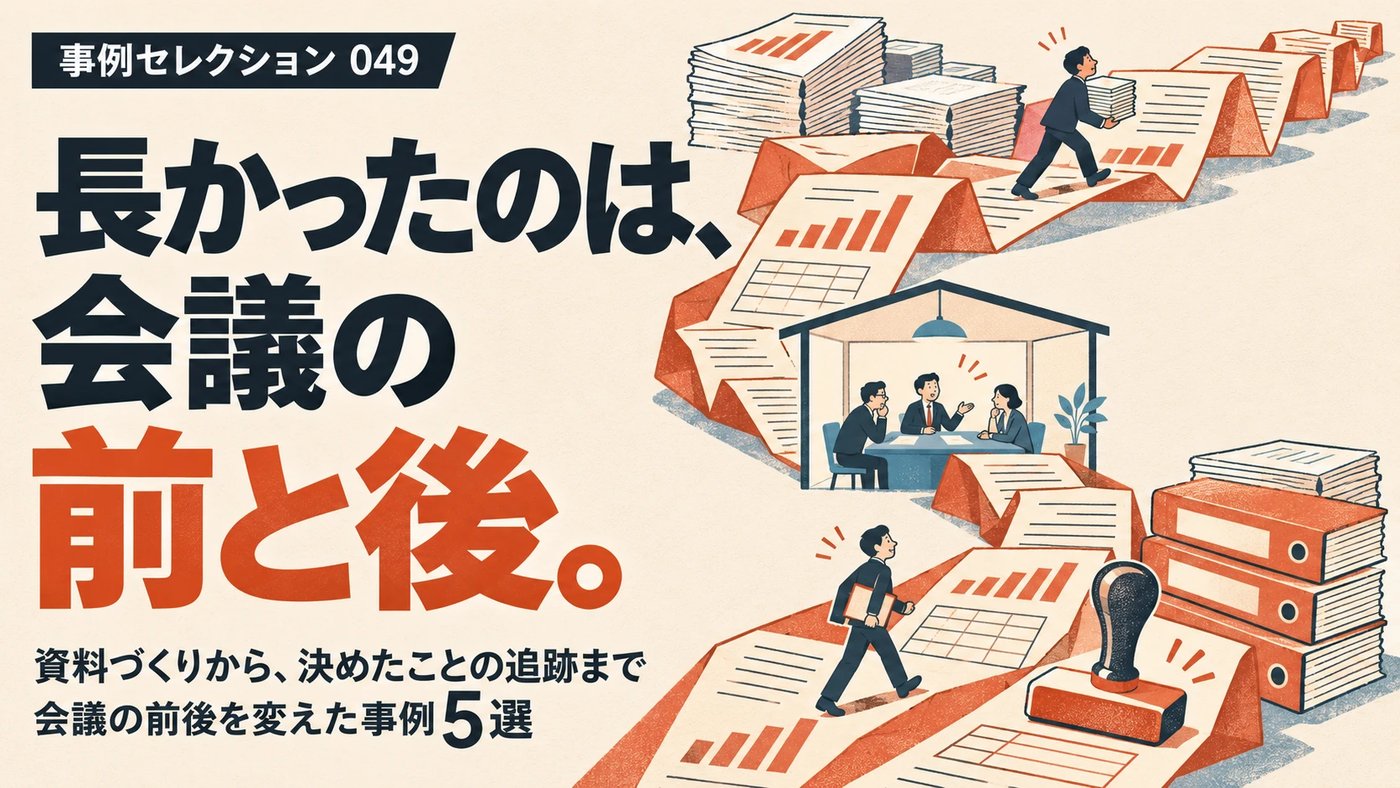 事例セレクション 049
長かったのは、
会議の
前と後。
資料づくりから、決めたことの追跡まで
会議の前後を変えた事例5選